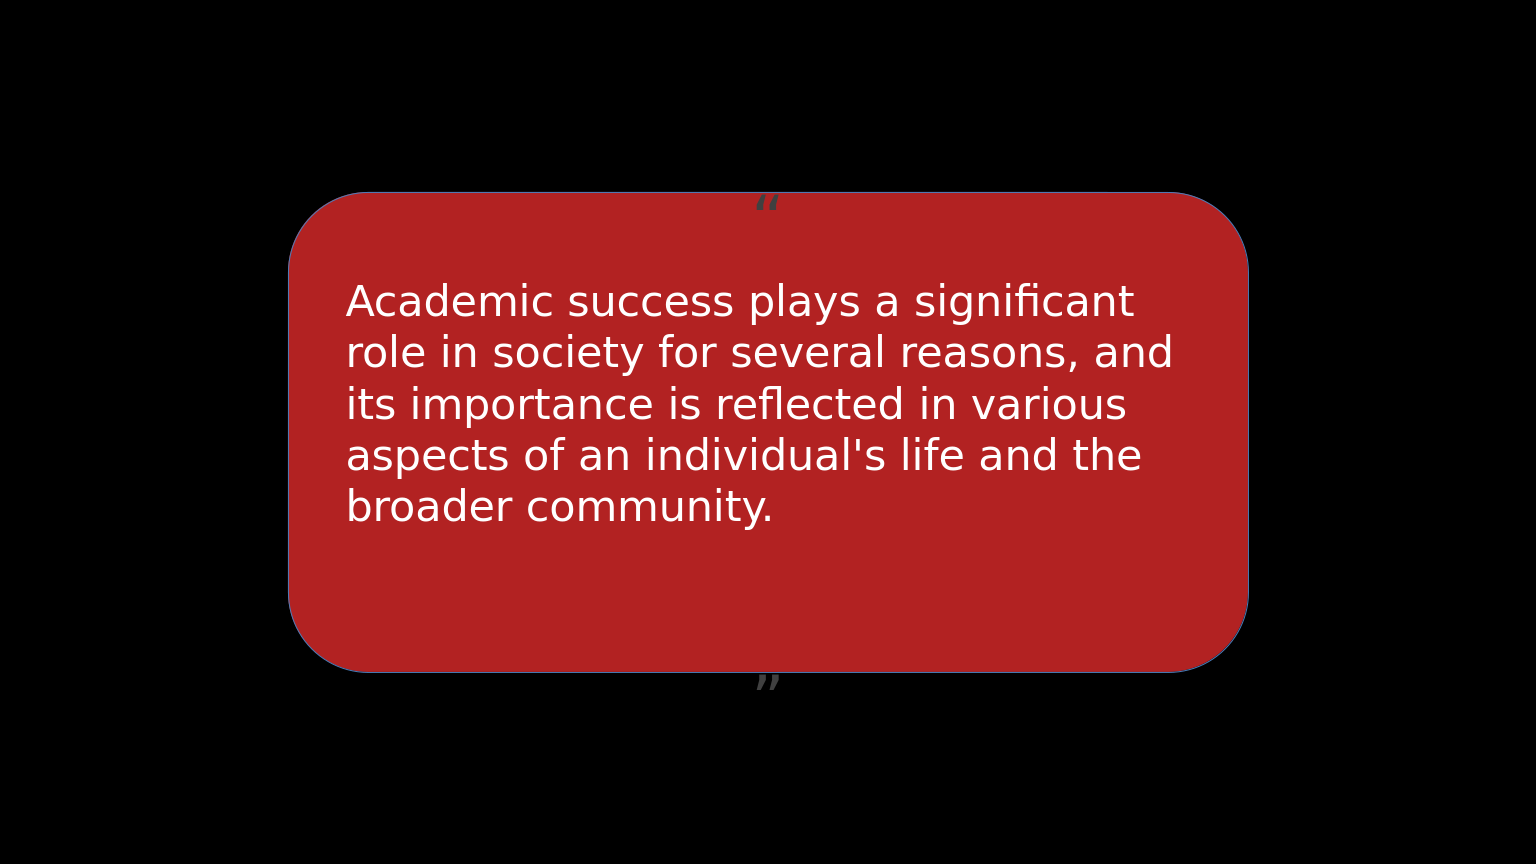 “
Academic success plays a significant
role in society for several reasons, and
its importance is reflected in various
aspects of an individual's life and the
broader community.
”